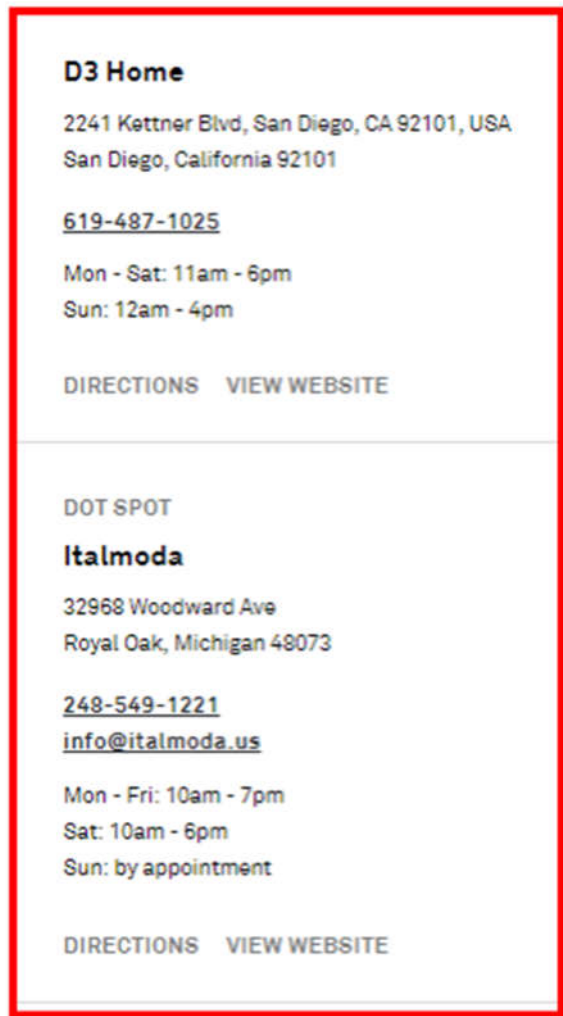 D3 Home
2241 Kettner Blvd, San Diego, CA 92101, USA
San Diego, California 92101
619-487-1025
Mon - Sat: 11am - 6pm
Sun: 12am - 4pm
DIRECTIONS VIEW WEBSITE
DOT SPOT
Italmoda
32968 Woodward Ave
Royal Oak, Michigan 48073
248-549-1221
info@italmoda.us
Mon - Fri: 10am - 7pm
Sat: 10am - 6pm
Sun: by appointment
DIRECTIONS VIEW WEBSITE